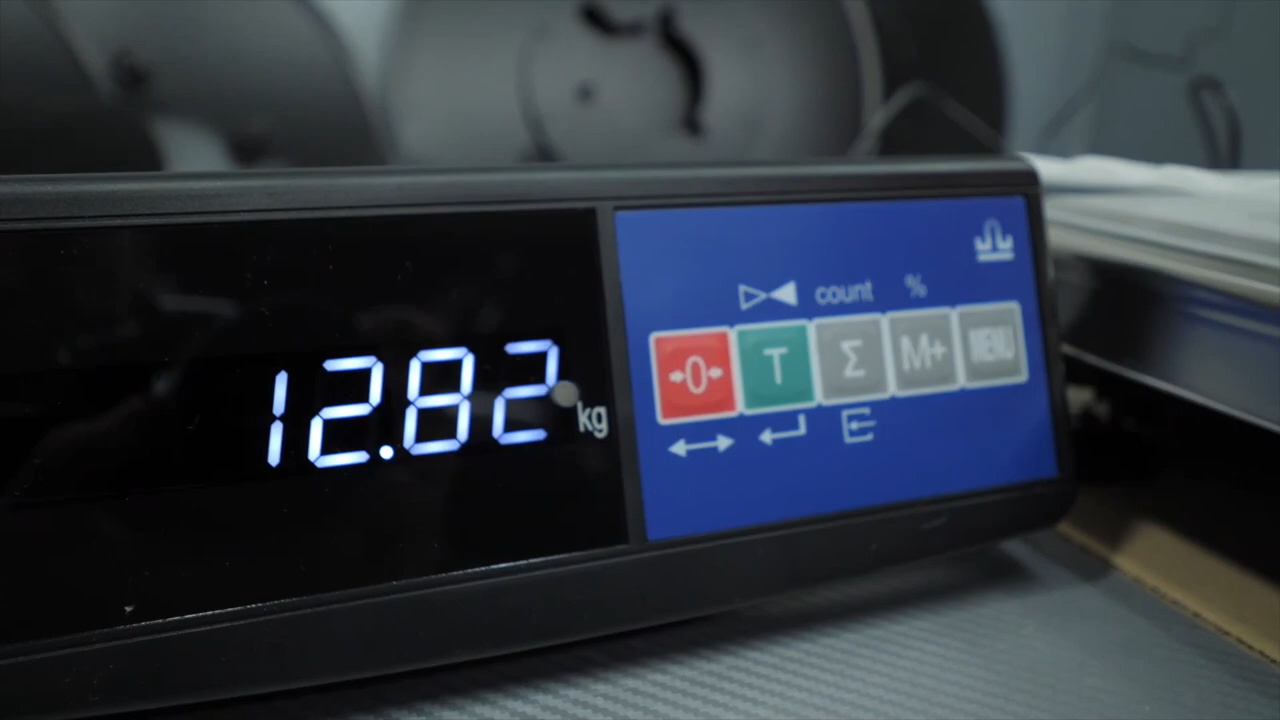 12.82 kg
count %
→0← T Σ M+ MENU